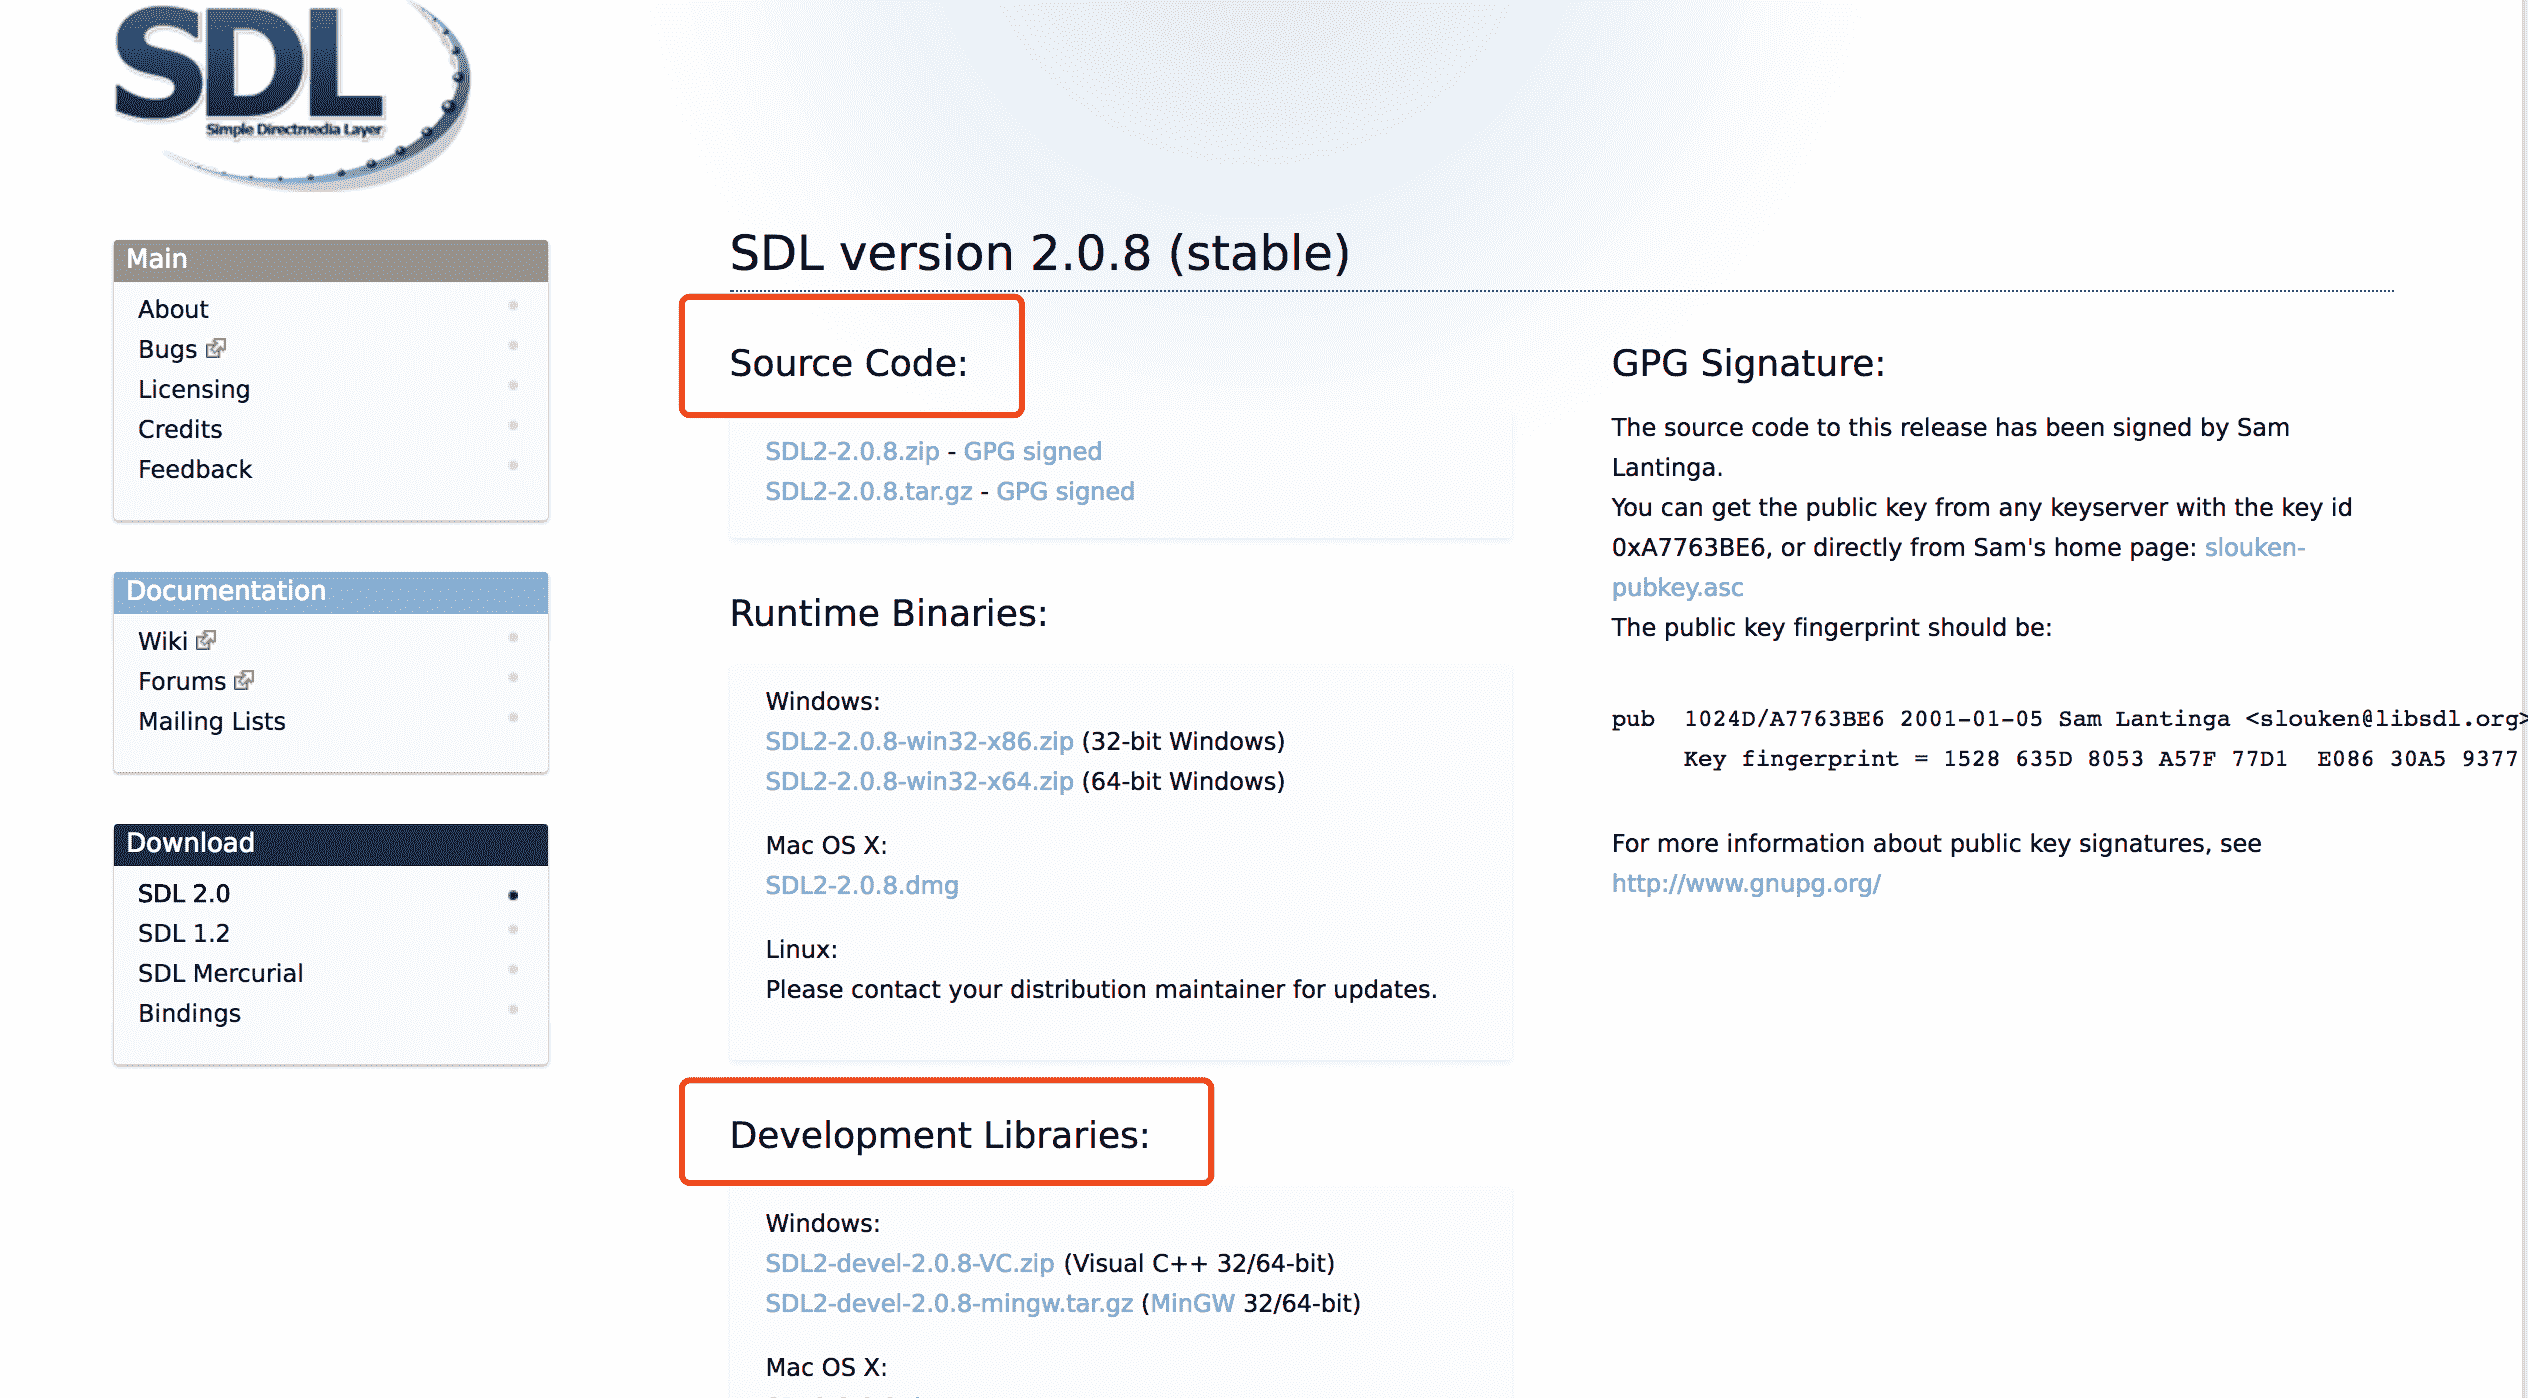 SDL
Simple Directmedia Layer
Main
About
Bugs
Licensing
Credits
Feedback
Documentation
Wiki
Forums
Mailing Lists
Download
SDL 2.0
SDL 1.2
SDL Mercurial
Bindings
SDL version 2.0.8 (stable)
Source Code:
SDL2-2.0.8.zip - GPG signed
SDL2-2.0.8.tar.gz - GPG signed
Runtime Binaries:
Windows:
SDL2-2.0.8-win32-x86.zip (32-bit Windows)
SDL2-2.0.8-win32-x64.zip (64-bit Windows)
Mac OS X:
SDL2-2.0.8.dmg
Linux:
Please contact your distribution maintainer for updates.
Development Libraries:
Windows:
SDL2-devel-2.0.8-VC.zip (Visual C++ 32/64-bit)
SDL2-devel-2.0.8-mingw.tar.gz (MinGW 32/64-bit)
Mac OS X:
GPG Signature:
The source code to this release has been signed by Sam
Lantinga.
You can get the public key from any keyserver with the key id
0xA7763BE6, or directly from Sam's home page: slouken-
pubkey.asc
The public key fingerprint should be:
pub 1024D/A7763BE6 2001-01-05 Sam Lantinga <slouken@libsdl.org>
Key fingerprint = 1528 635D 8053 A57F 77D1 E086 30A5 9377
For more information about public key signatures, see
http://www.gnupg.org/